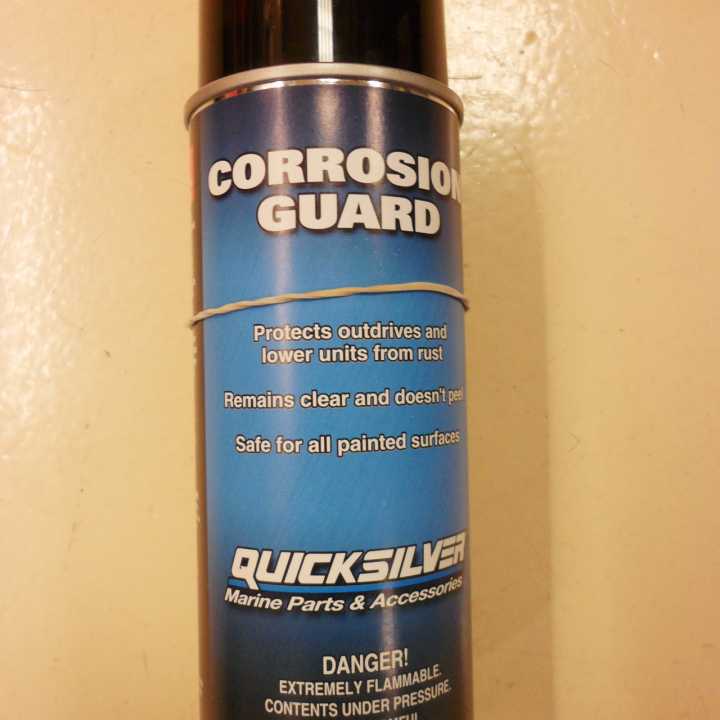 CORROSION
GUARD
Protects outdrives and
lower units from rust
Remains clear and doesn't peel
Safe for all painted surfaces
QUICKSILVER
Marine Parts & Accessories
DANGER!
EXTREMELY FLAMMABLE.
CONTENTS UNDER PRESSURE.